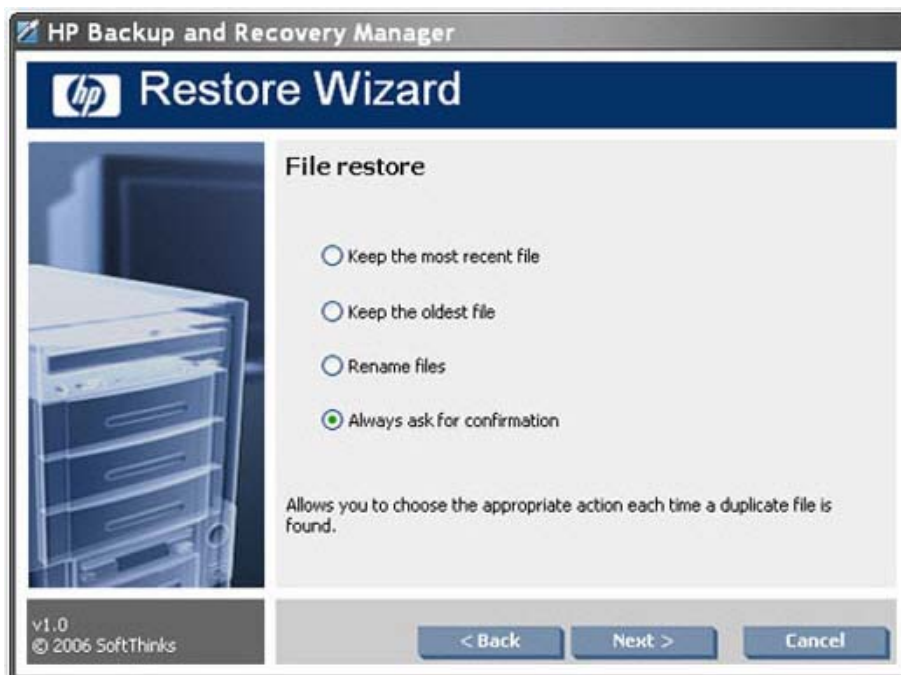 HP Backup and Recovery Manager
hp Restore Wizard
File restore
Keep the most recent file
Keep the oldest file
Rename files
Always ask for confirmation
Allows you to choose the appropriate action each time a duplicate file is
found.
v1.0
© 2006 SoftThinks
< Back
Next >
Cancel